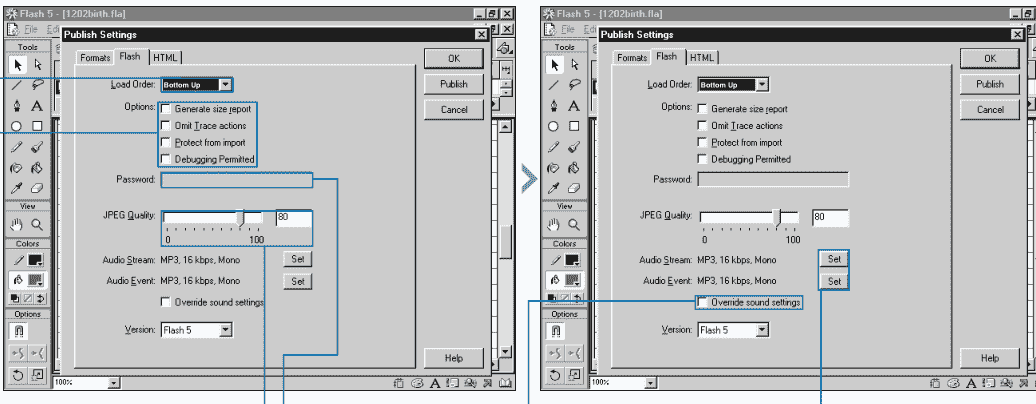 Flash 5 - [1202birth.fla]
File
Publish Settings
Tools
Formats Flash HTML
OK
Load Order: Bottom Up
Publish
Options: Generate size report
Cancel
Omit Trace actions
Protect from import
Debugging Permitted
Password:
View
JPEG Quality: 80
0 100
Colors
Audio Stream: MP3, 16 kbps, Mono Set
Audio Event: MP3, 16 kbps, Mono Set
Override sound settings
Options
Version: Flash 5
Help
100%
Flash 5 - [1202birth.fla]
File
Publish Settings
Tools
Formats Flash HTML
OK
Load Order: Bottom Up
Publish
Options: Generate size report
Cancel
Omit Trace actions
Protect from import
Debugging Permitted
Password:
View
JPEG Quality: 80
0 100
Colors
Audio Stream: MP3, 16 kbps, Mono Set
Audio Event: MP3, 16 kbps, Mono Set
Override sound settings
Options
Version: Flash 5
Help
100%